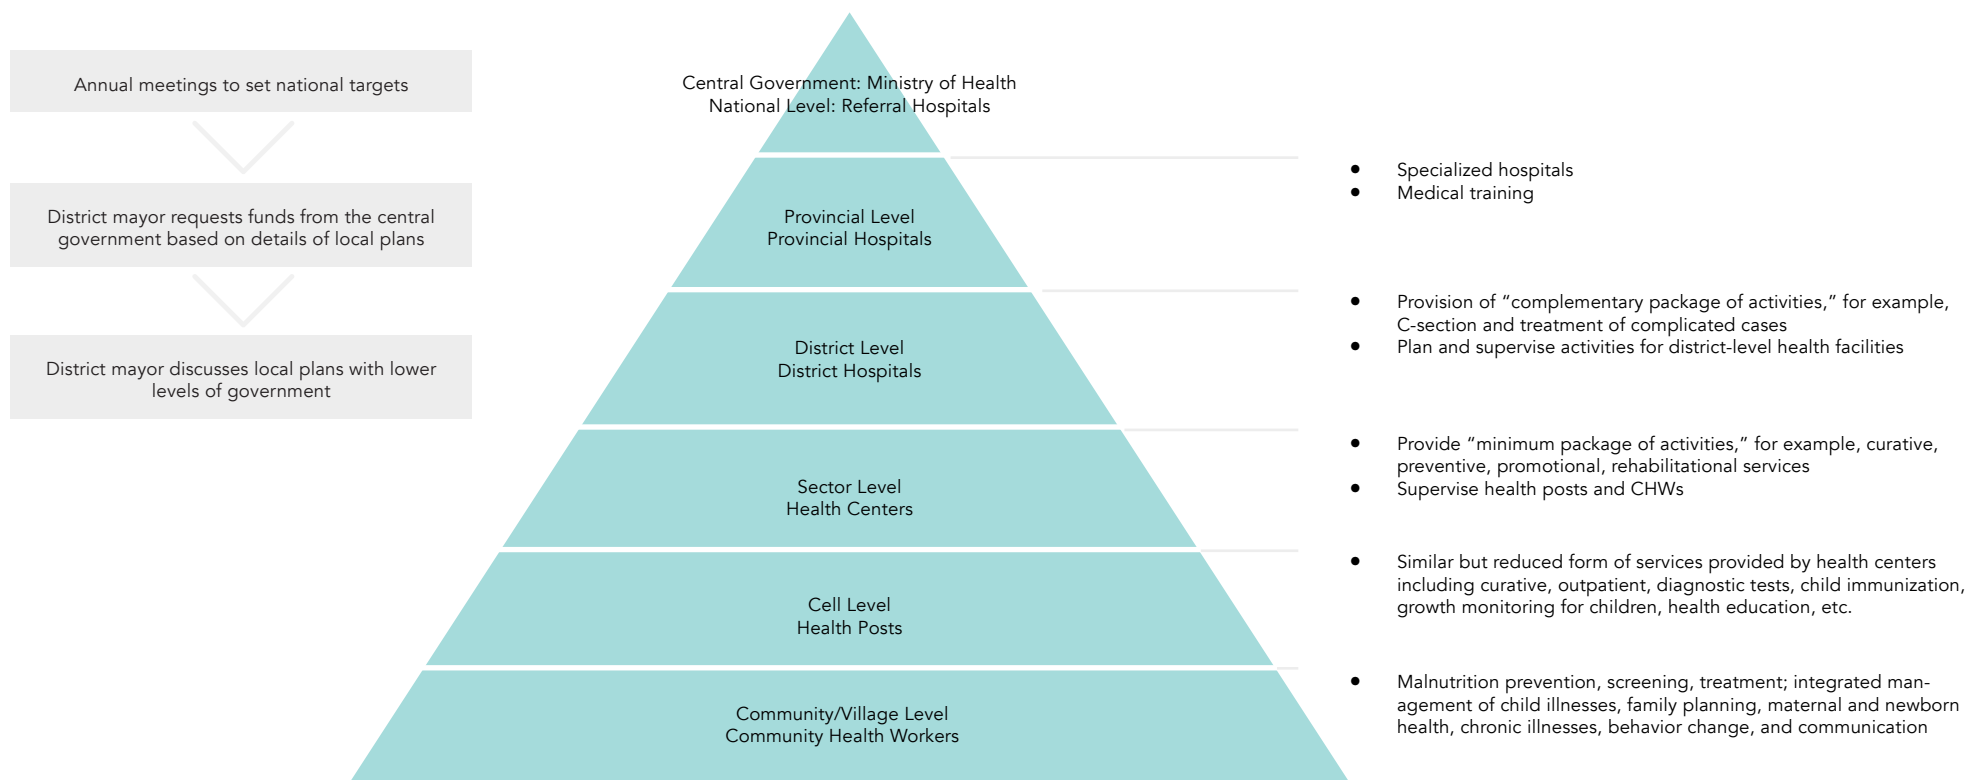 Annual meetings to set national targets
District mayor requests funds from the central
government based on details of local plans
District mayor discusses local plans with lower
levels of government
Central Government: Ministry of Health
National Level: Referral Hospitals
Provincial Level
Provincial Hospitals
District Level
District Hospitals
Sector Level
Health Centers
Cell Level
Health Posts
Community/Village Level
Community Health Workers
• Specialized hospitals
• Medical training
• Provision of “complementary package of activities,” for example,
C-section and treatment of complicated cases
• Plan and supervise activities for district-level health facilities
• Provide “minimum package of activities,” for example, curative,
preventive, promotional, rehabilitational services
• Supervise health posts and CHWs
• Similar but reduced form of services provided by health centers
including curative, outpatient, diagnostic tests, child immunization,
growth monitoring for children, health education, etc.
• Malnutrition prevention, screening, treatment; integrated man-
agement of child illnesses, family planning, maternal and newborn
health, chronic illnesses, behavior change, and communication